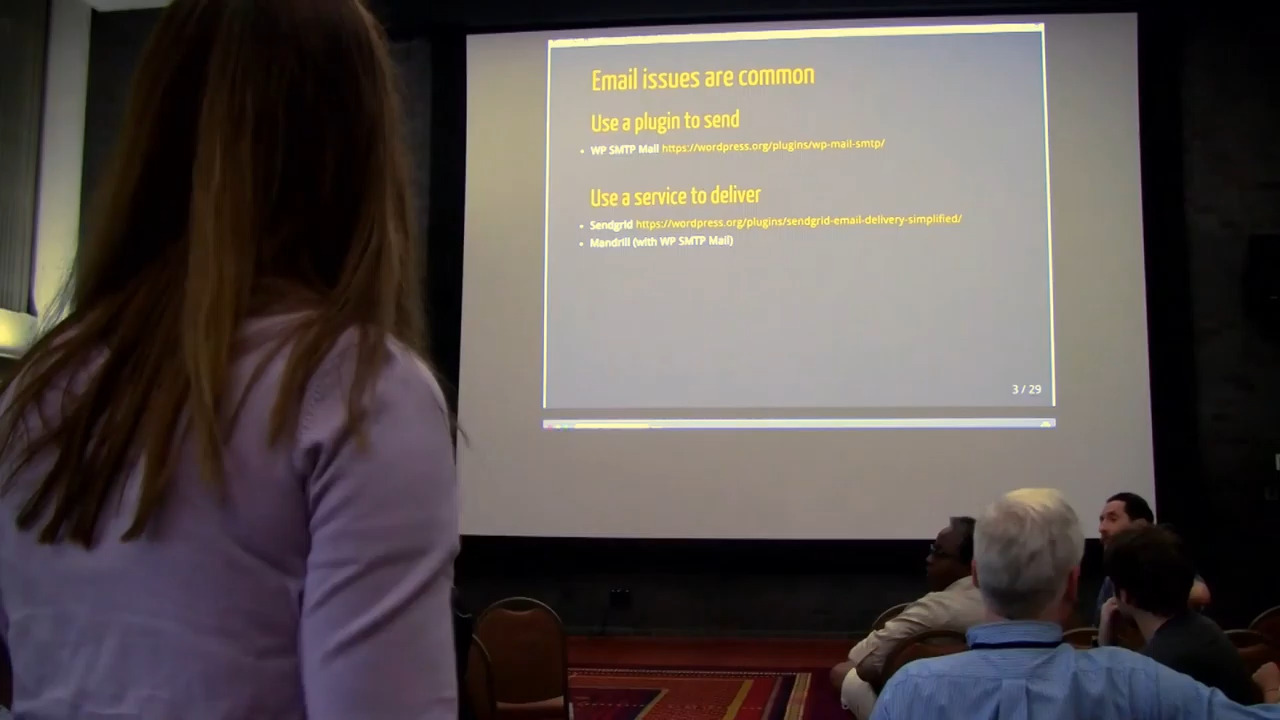 Email issues are common
Use a plugin to send
WP SMTP Mail https://wordpress.org/plugins/wp-mail-smtp/
Use a service to deliver
Sendgrid https://wordpress.org/plugins/sendgrid-email-delivery-simplified/
Mandrill (with WP SMTP Mail)
3 / 29